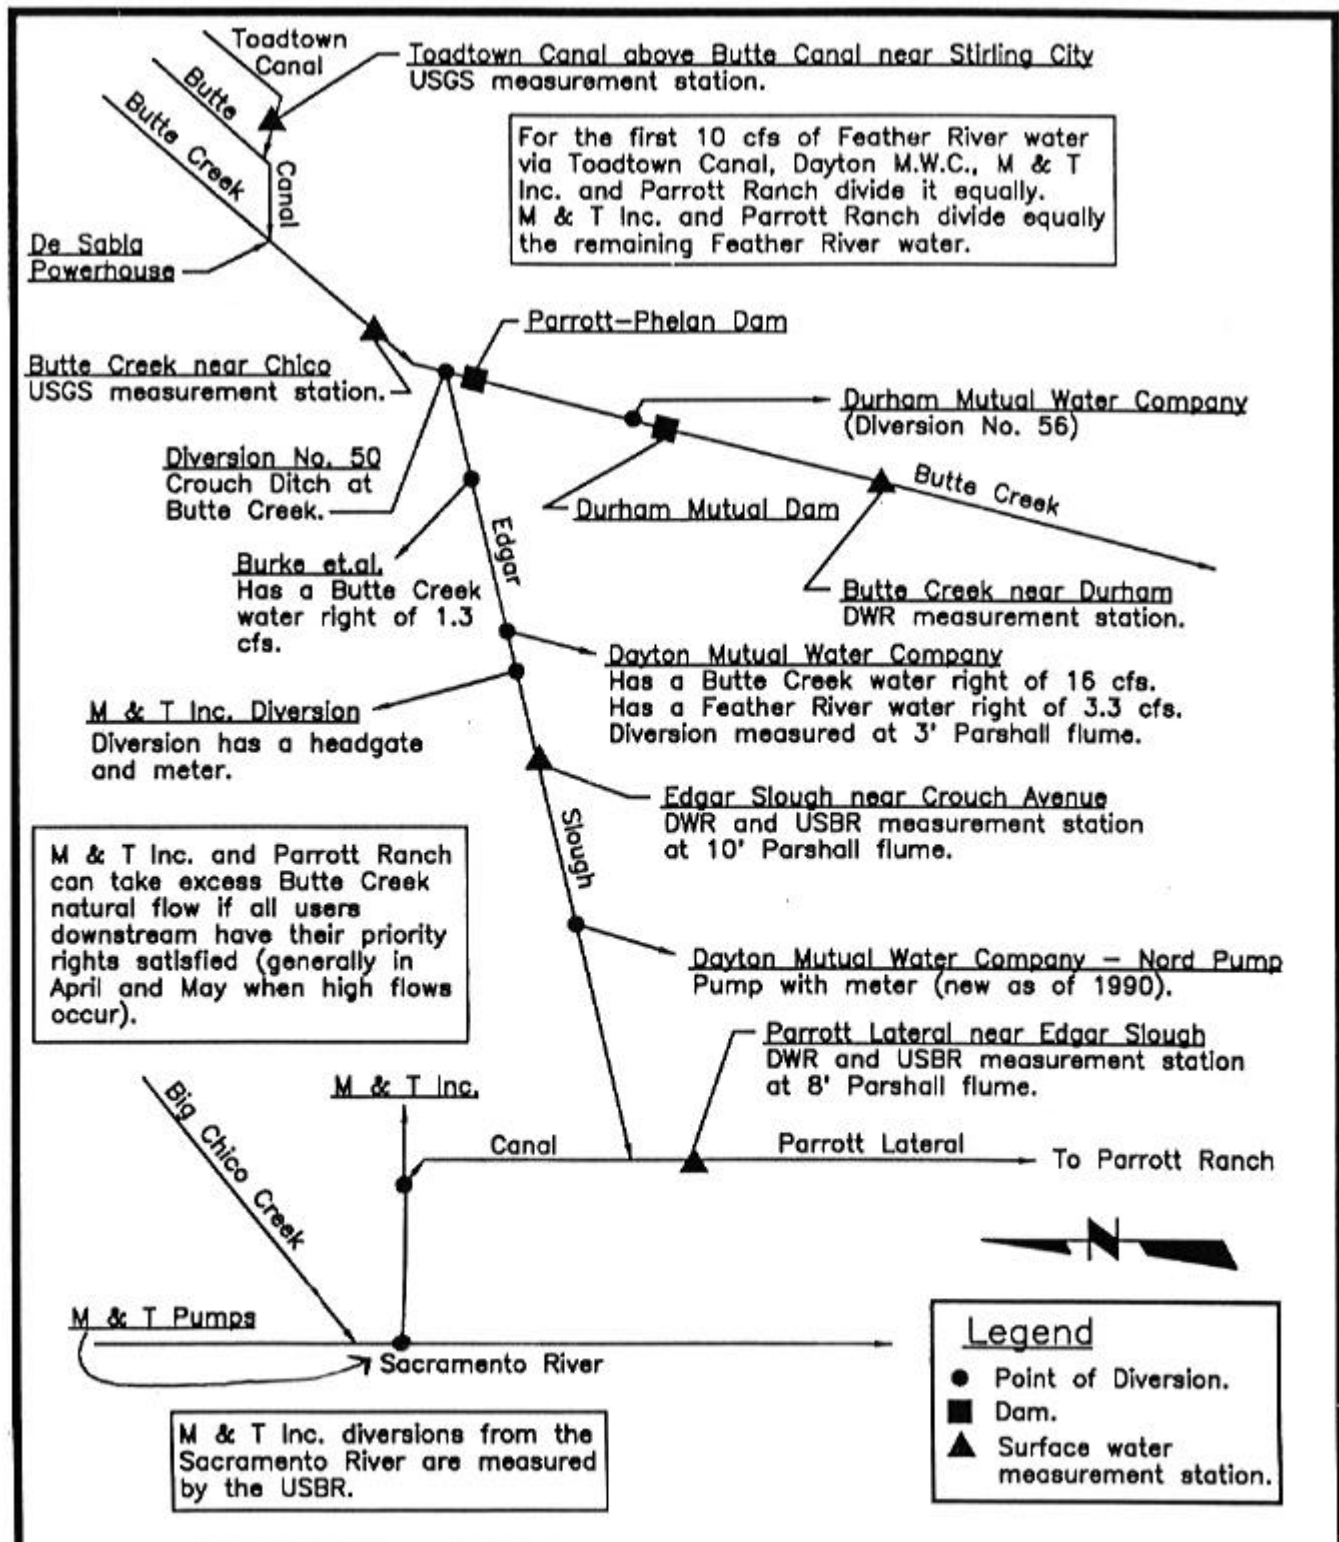 Toadtown
Canal
Toadtown Canal above Butte Canal near Stirling City
USGS measurement station.
Butte
Canal
Butte Creek
For the first 10 cfs of Feather River water
via Toadtown Canal, Dayton M.W.C., M & T
Inc. and Parrott Ranch divide it equally.
M & T Inc. and Parrott Ranch divide equally
the remaining Feather River water.
De Sabla
Powerhouse
Parrott-Phelan Dam
Butte Creek near Chico
USGS measurement station.
Durham Mutual Water Company
(Diversion No. 56)
Diversion No. 50
Crouch Ditch at
Butte Creek.
Butte Creek
Durham Mutual Dam
Edgar
Burke et.al.
Has a Butte Creek
water right of 1.3
cfs.
Butte Creek near Durham
DWR measurement station.
Dayton Mutual Water Company
Has a Butte Creek water right of 16 cfs.
Has a Feather River water right of 3.3 cfs.
Diversion measured at 3' Parshall flume.
M & T Inc. Diversion
Diversion has a headgate
and meter.
Edgar Slough near Crouch Avenue
DWR and USBR measurement station
at 10' Parshall flume.
Slough
M & T Inc. and Parrott Ranch
can take excess Butte Creek
natural flow if all users
downstream have their priority
rights satisfied (generally in
April and May when high flows
occur).
Dayton Mutual Water Company - Nord Pump
Pump with meter (new as of 1990).
Parrott Lateral near Edgar Slough
DWR and USBR measurement station
at 8' Parshall flume.
M & T Inc.
Big Chico Creek
Canal
Parrott Lateral
To Parrott Ranch
N
M & T Pumps
Sacramento River
M & T Inc. diversions from the
Sacramento River are measured
by the USBR.
Legend
Point of Diversion.
Dam.
Surface water
measurement station.